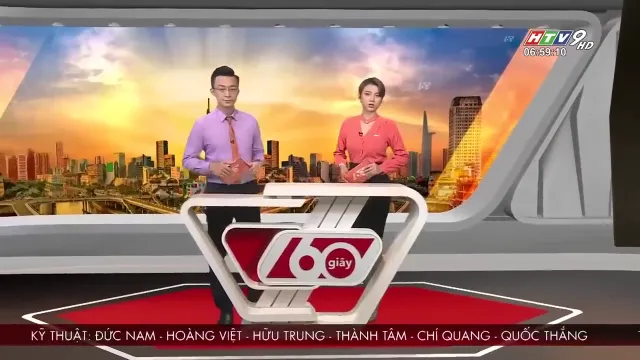 HTV9 HD
06:59:10
60 giây
KỸ THUẬT: ĐỨC NAM - HOÀNG VIỆT - HỮU TRUNG - THÀNH TÂM - CHÍ QUANG - QUỐC THẮNG